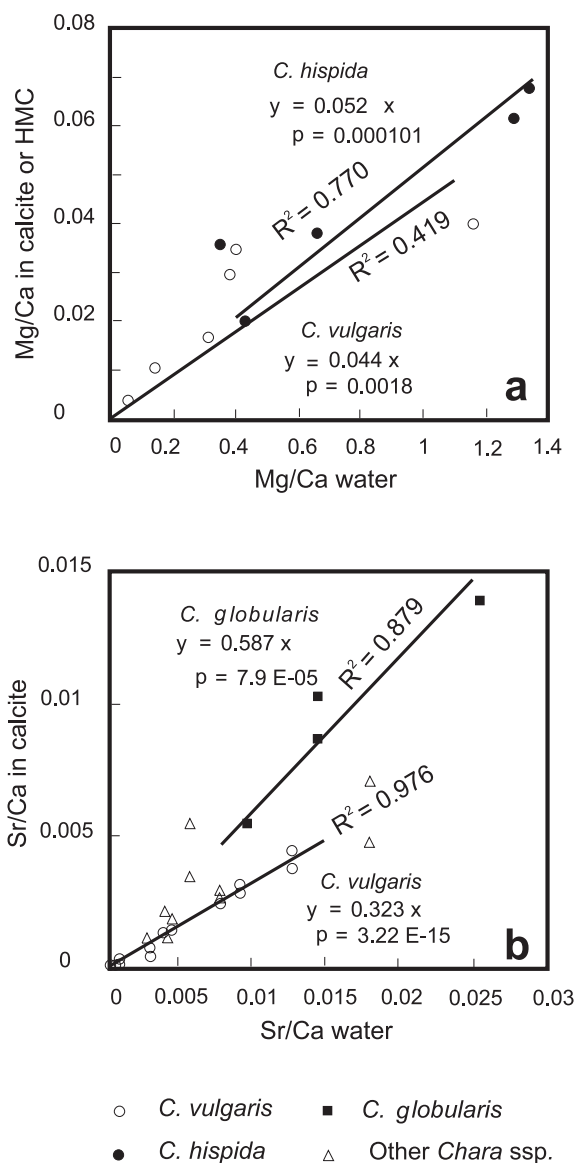 0.08
0.06
0.04
0.02
0
Mg/Ca in calcite or HMC
C. hispida
y = 0.052 x
p = 0.000101
R² = 0.770
R² = 0.419
C. vulgaris
y = 0.044 x
p = 0.0018
a
0 0.2 0.4 0.6 0.8 1 1.2 1.4
Mg/Ca water
0.015
0.01
0.005
0
Sr/Ca in calcite
C. globularis
y = 0.587 x
p = 7.9 E-05
R² = 0.879
R² = 0.976
C. vulgaris
y = 0.323 x
p = 3.22 E-15
b
0 0.005 0.01 0.015 0.02 0.025 0.03
Sr/Ca water
C. vulgaris C. globularis
C. hispida Other Chara ssp.